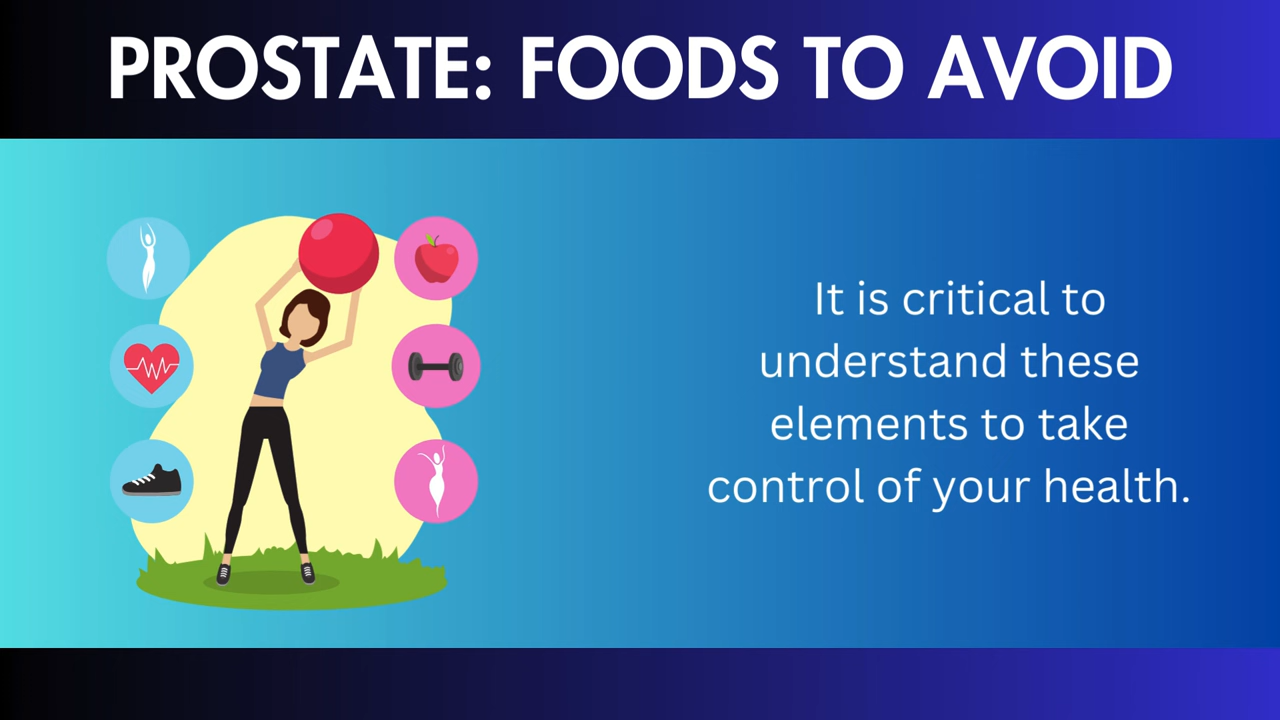 PROSTATE: FOODS TO AVOID
It is critical to
understand these
elements to take
control of your health.